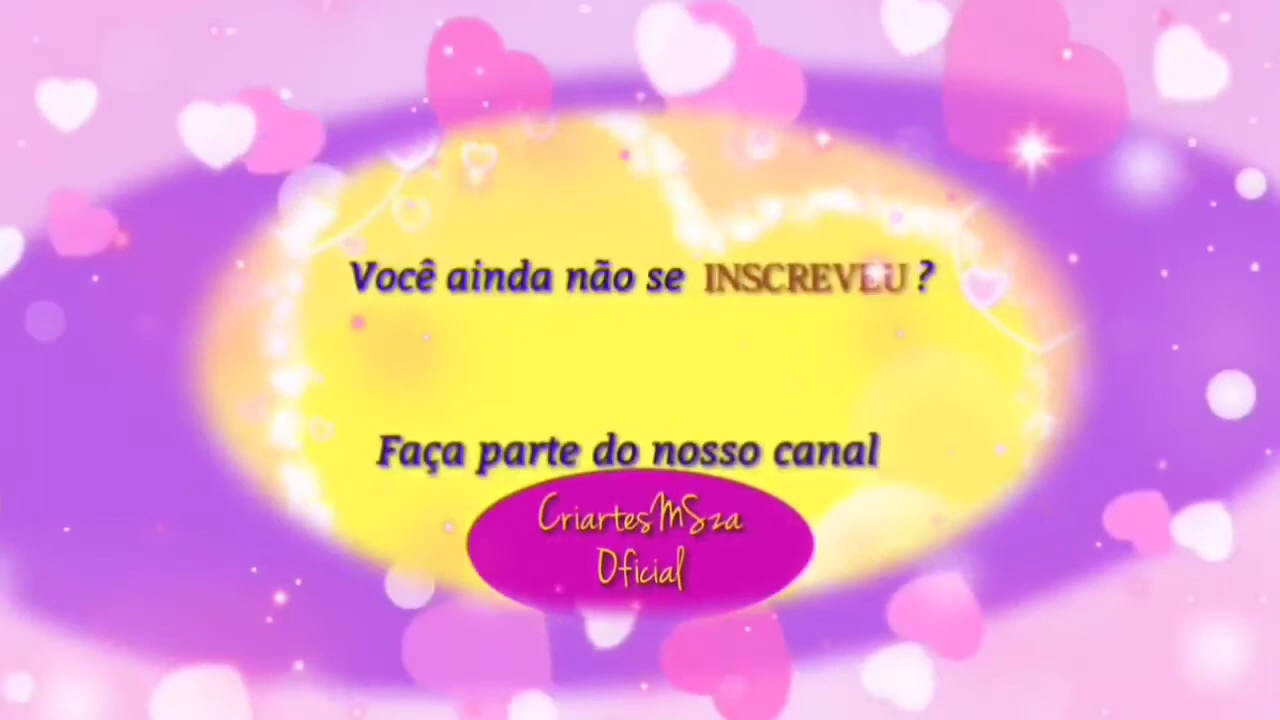 Você ainda não se INSCREVEU ?
Faça parte do nosso canal
CriartesMSza
Oficial